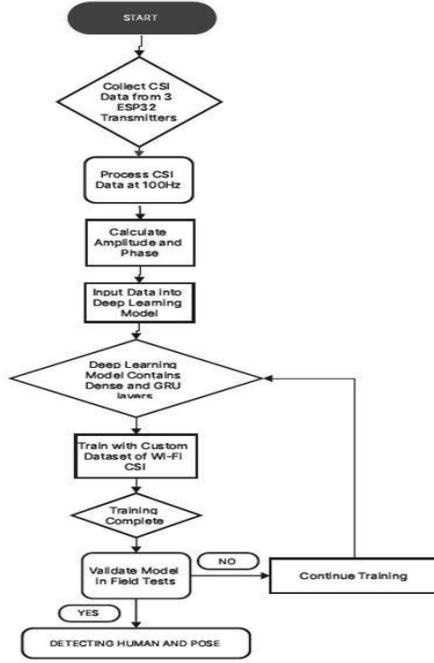 START
Collect CSI
Data from 3
ESP32
Transmitters
Process CSI
Data at 100Hz
Calculate
Amplitude and
Phase
Input Data into
Deep Learning
Model
Deep Learning
Model Contains
Dense and GRU
layers
Train with Custom
Dataset of Wi-Fi
CSI
Training
Complete
Validate Model
in Field Tests
NO
Continue Training
YES
DETECTING HUMAN AND POSE